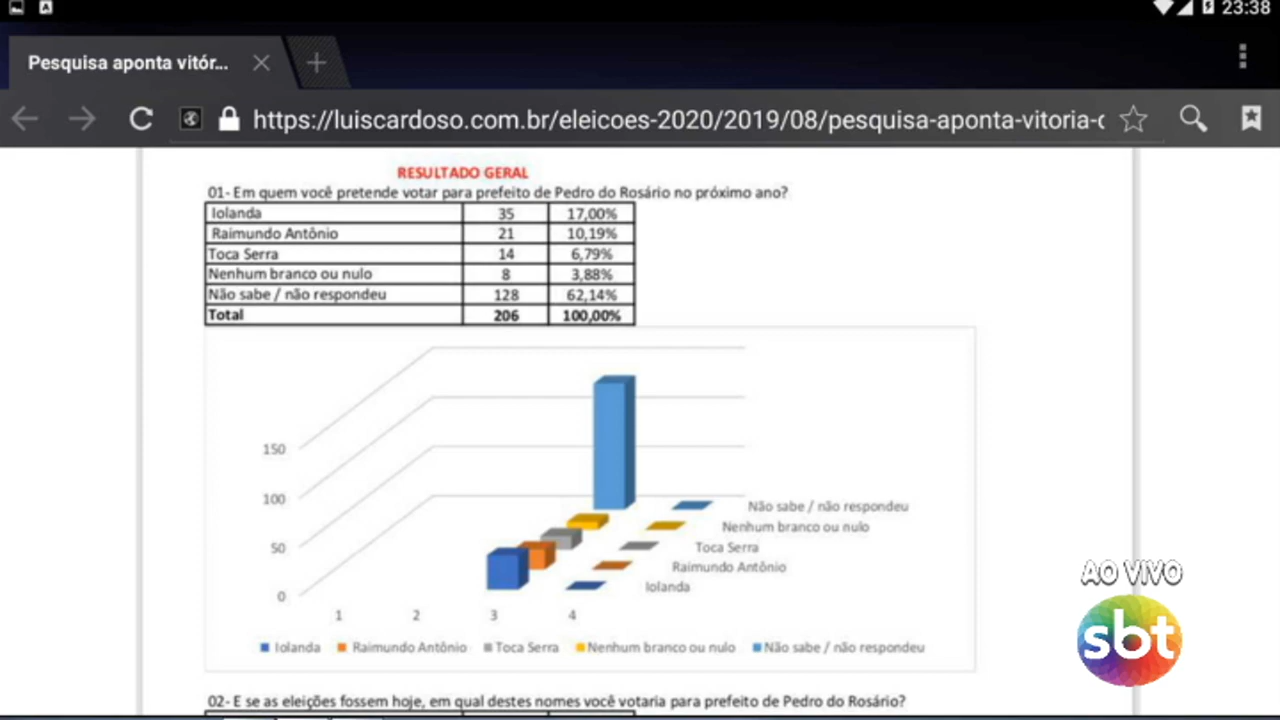 23:38
Pesquisa aponta vitór...
https://luiscardoso.com.br/eleicoes-2020/2019/08/pesquisa-aponta-vitoria-c
RESULTADO GERAL
01- Em quem você pretende votar para prefeito de Pedro do Rosário no próximo ano?
Iolanda 35 17,00%
Raimundo Antônio 21 10,19%
Toca Serra 14 6,79%
Nenhum branco ou nulo 8 3,88%
Não sabe / não respondeu 128 62,14%
Total 206 100,00%
150
100
50
0
1 2 3 4
Não sabe / não respondeu
Nenhum branco ou nulo
Toca Serra
Raimundo Antônio
Iolanda
Iolanda Raimundo Antônio Toca Serra Nenhum branco ou nulo Não sabe / não respondeu
AO VIVO
sbt
02- E se as eleições fossem hoje, em qual destes nomes você votaria para prefeito de Pedro do Rosário?